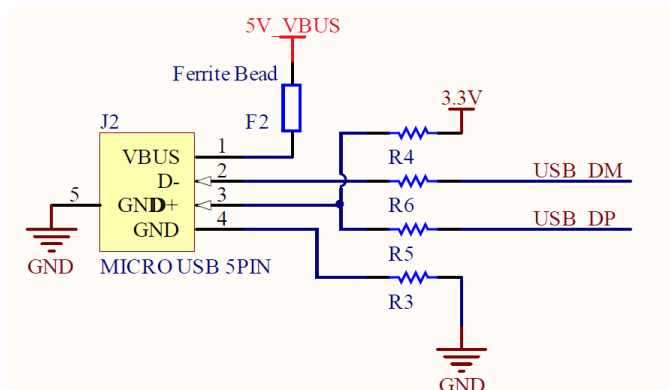 5V_VBUS
Ferrite Bead
F2
3.3V
J2
1
VBUS
R4
2
D-
USB_DM
5
3
GND
D+
R6
USB_DP
4
GND
R5
GND
MICRO USB 5PIN
R3
GND